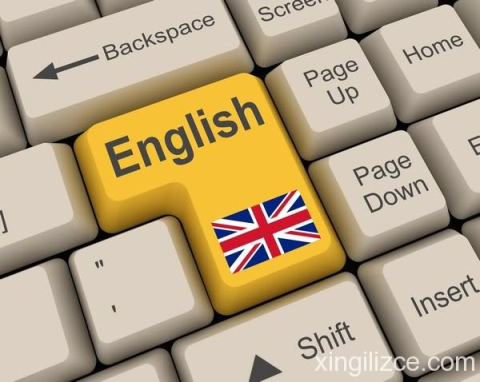 Backspace
Screen
Home
Page
Up
English
Page
Down
]
"
'
Insert
Shift
xingilizce.com